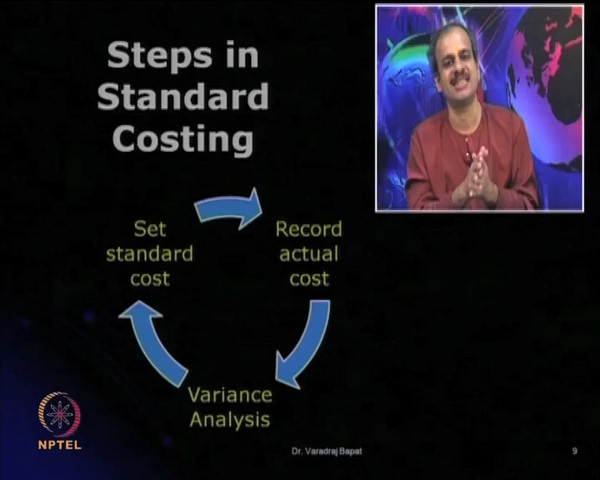 Steps in
Standard
Costing
Set
standard
cost
Record
actual
cost
Variance
Analysis
NPTEL
Dr. Varadraj Bapat
9